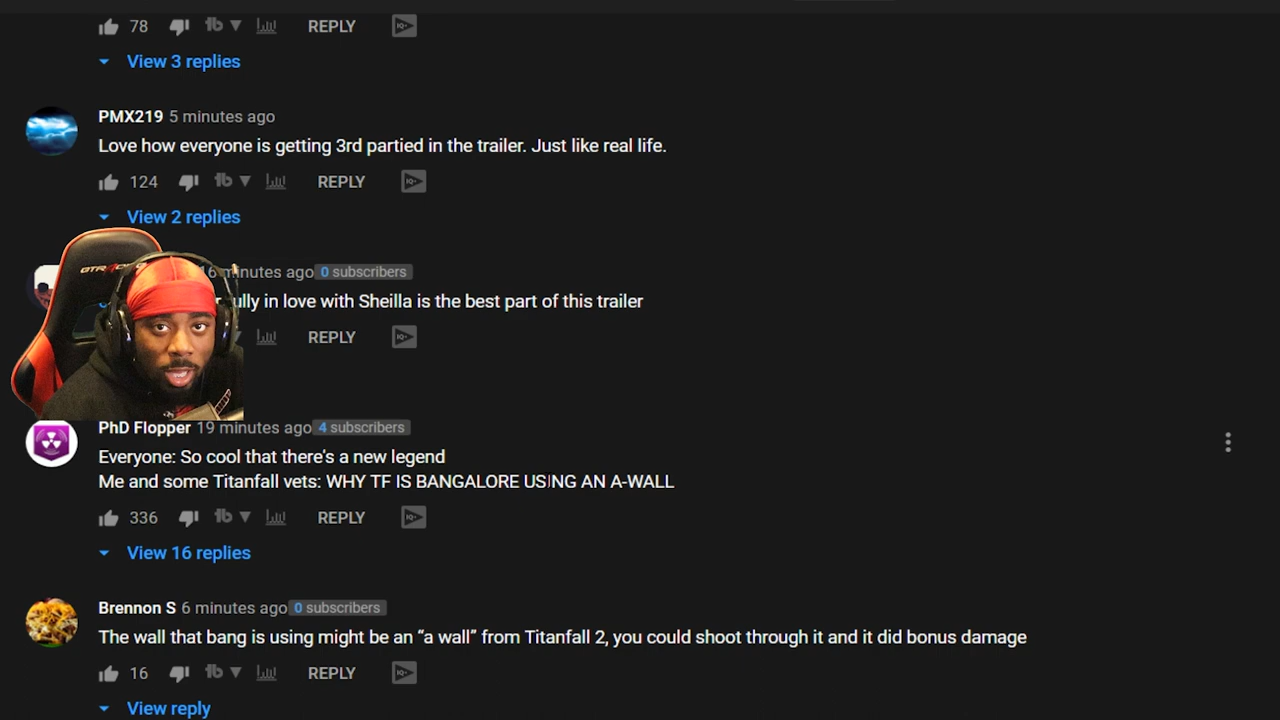 78 REPLY
View 3 replies
PMX219 5 minutes ago
Love how everyone is getting 3rd partied in the trailer. Just like real life.
124 REPLY
View 2 replies
16 minutes ago 0 subscribers
ully in love with Sheilla is the best part of this trailer
REPLY
PhD Flopper 19 minutes ago 4 subscribers
Everyone: So cool that there's a new legend
Me and some Titanfall vets: WHY TF IS BANGALORE USING AN A-WALL
336 REPLY
View 16 replies
Brennon S 6 minutes ago 0 subscribers
The wall that bang is using might be an “a wall” from Titanfall 2, you could shoot through it and it did bonus damage
16 REPLY
View reply